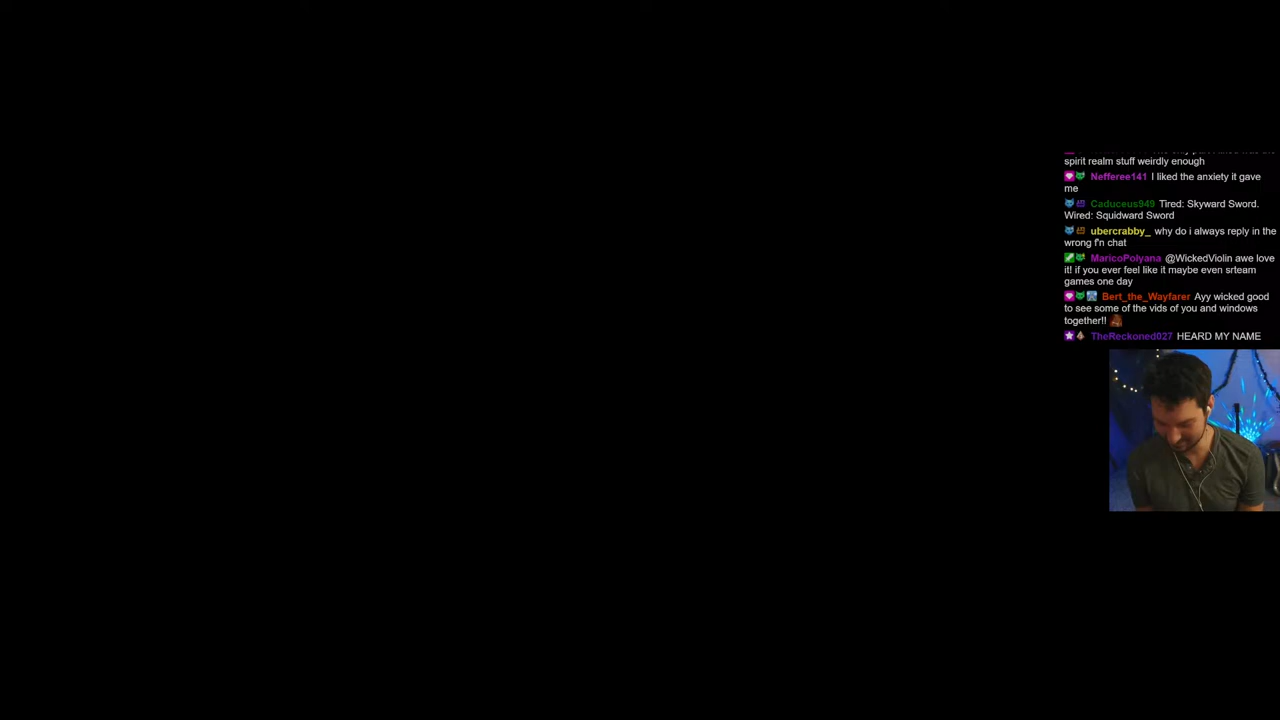 spirit realm stuff weirdly enough
Nefferee141 I liked the anxiety it gave
me
Caduceus949 Tired: Skyward Sword.
Wired: Squidward Sword
ubercrabby_ why do i always reply in the
wrong f'n chat
MaricoPolyana @WickedViolin awe love
it! if you ever feel like it maybe even srteam
games one day
Bert_the_Wayfarer Ayy wicked good
to see some of the vids of you and windows
together!!
TheReckoned027 HEARD MY NAME